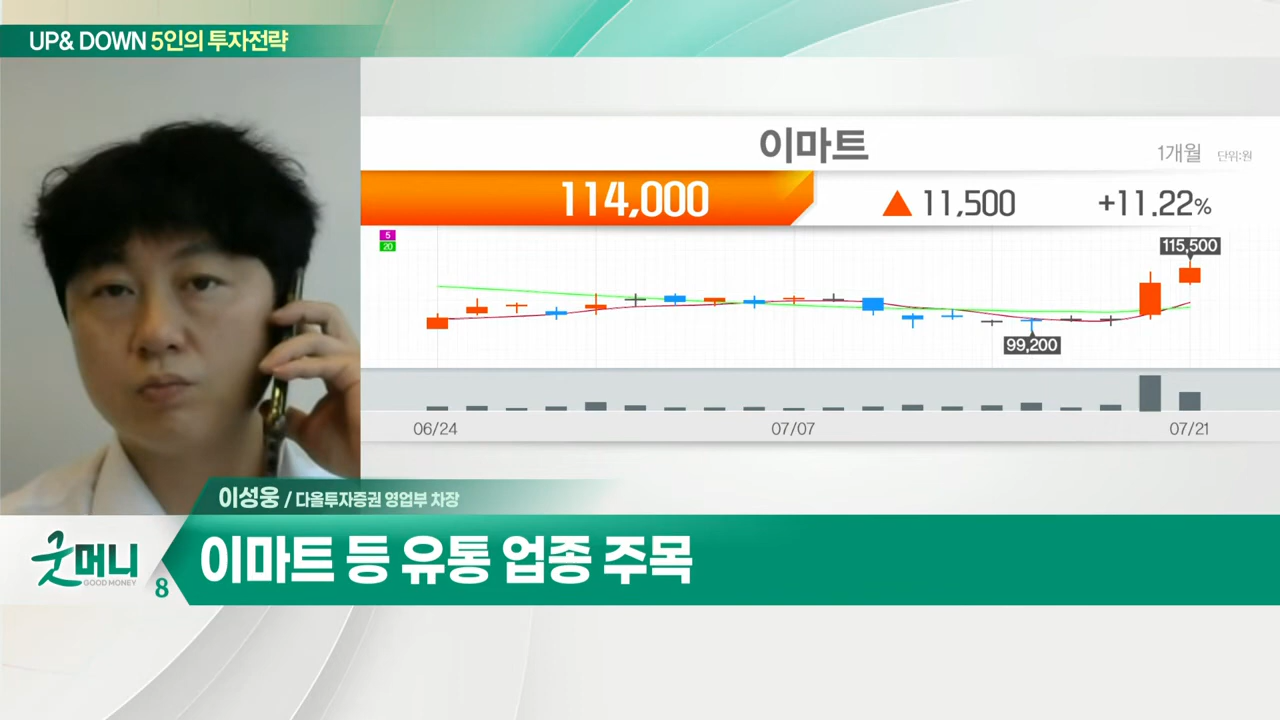 UP& DOWN 5인의 투자전략
이마트
1개월 단위:원
114,000 ▲ 11,500 +11.22%
5
20
115,500
99,200
06/24 07/07 07/21
이성웅 / 다올투자증권 영업부 차장
굿머니
GOOD MONEY
8
이마트 등 유통 업종 주목